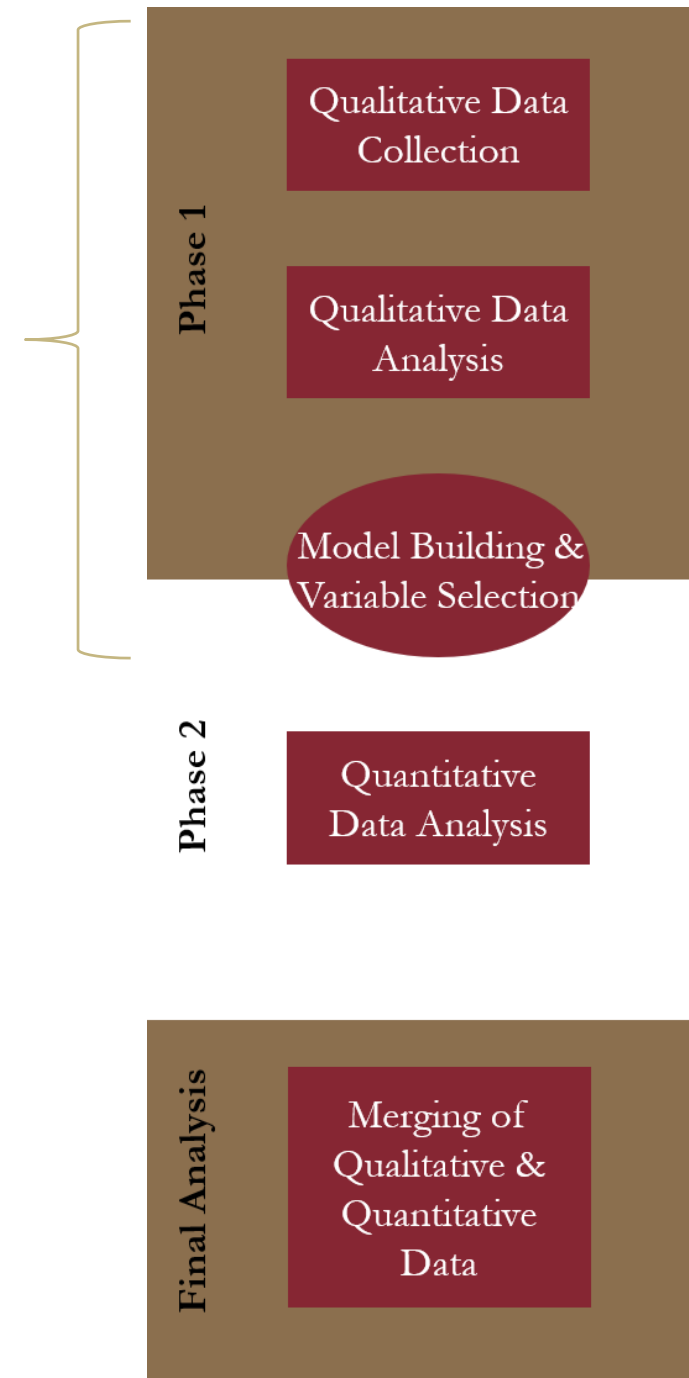 Phase 1
Qualitative Data
Collection
Qualitative Data
Analysis
Model Building &
Variable Selection
Phase 2
Quantitative
Data Analysis
Final Analysis
Merging of
Qualitative &
Quantitative
Data